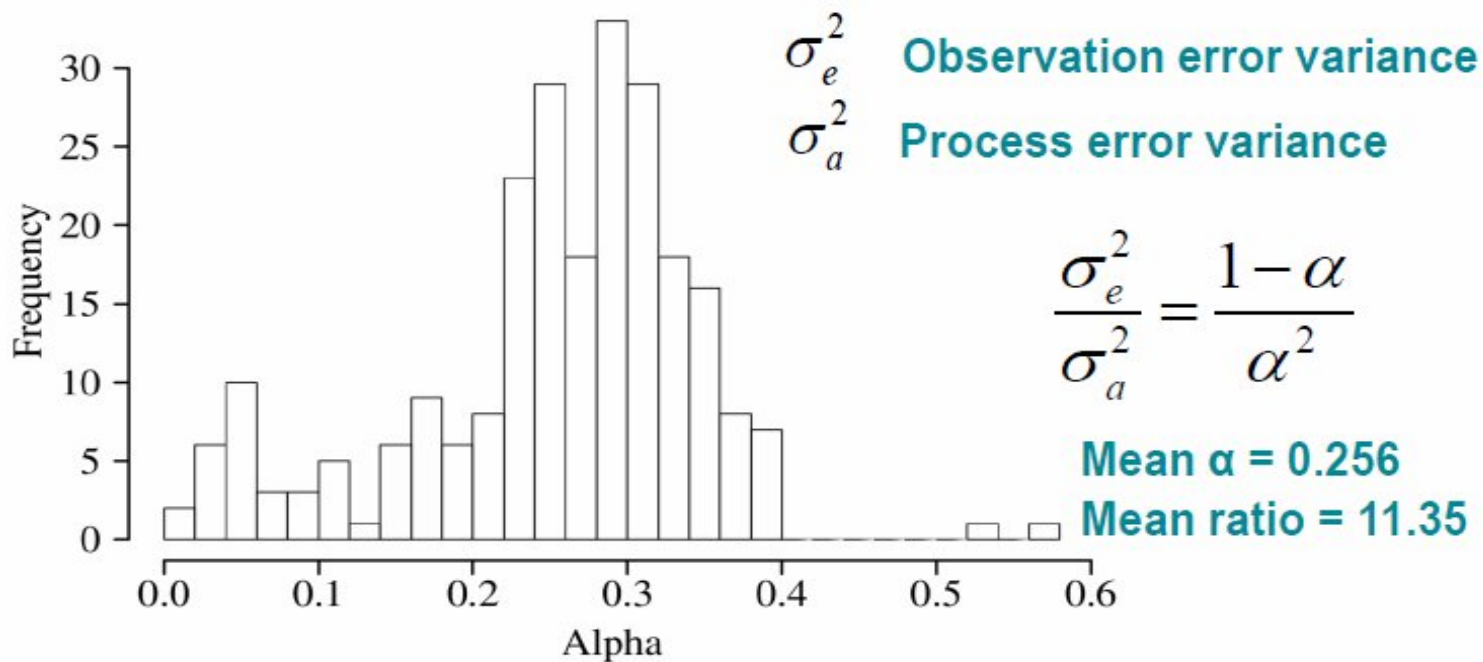 σ_e^2 Observation error variance
σ_a^2 Process error variance
σ_e^2 / σ_a^2 = (1 − α) / α^2
Mean α = 0.256
Mean ratio = 11.35
Frequency
30
25
20
15
10
5
0
0.0 0.1 0.2 0.3 0.4 0.5 0.6
Alpha